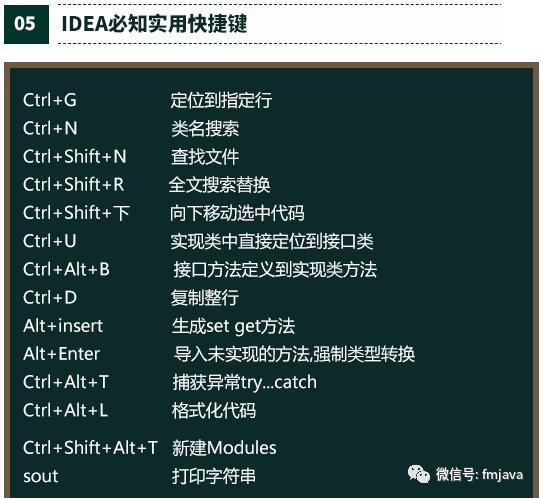 05 IDEA必知实用快捷键
Ctrl+G 定位到指定行
Ctrl+N 类名搜索
Ctrl+Shift+N 查找文件
Ctrl+Shift+R 全文搜索替换
Ctrl+Shift+下 向下移动选中代码
Ctrl+U 实现类中直接定位到接口类
Ctrl+Alt+B 接口方法定义到实现类方法
Ctrl+D 复制整行
Alt+insert 生成set get方法
Alt+Enter 导入未实现的方法,强制类型转换
Ctrl+Alt+T 捕获异常try...catch
Ctrl+Alt+L 格式化代码
Ctrl+Shift+Alt+T 新建Modules
sout 打印字符串
微信号: fmjava